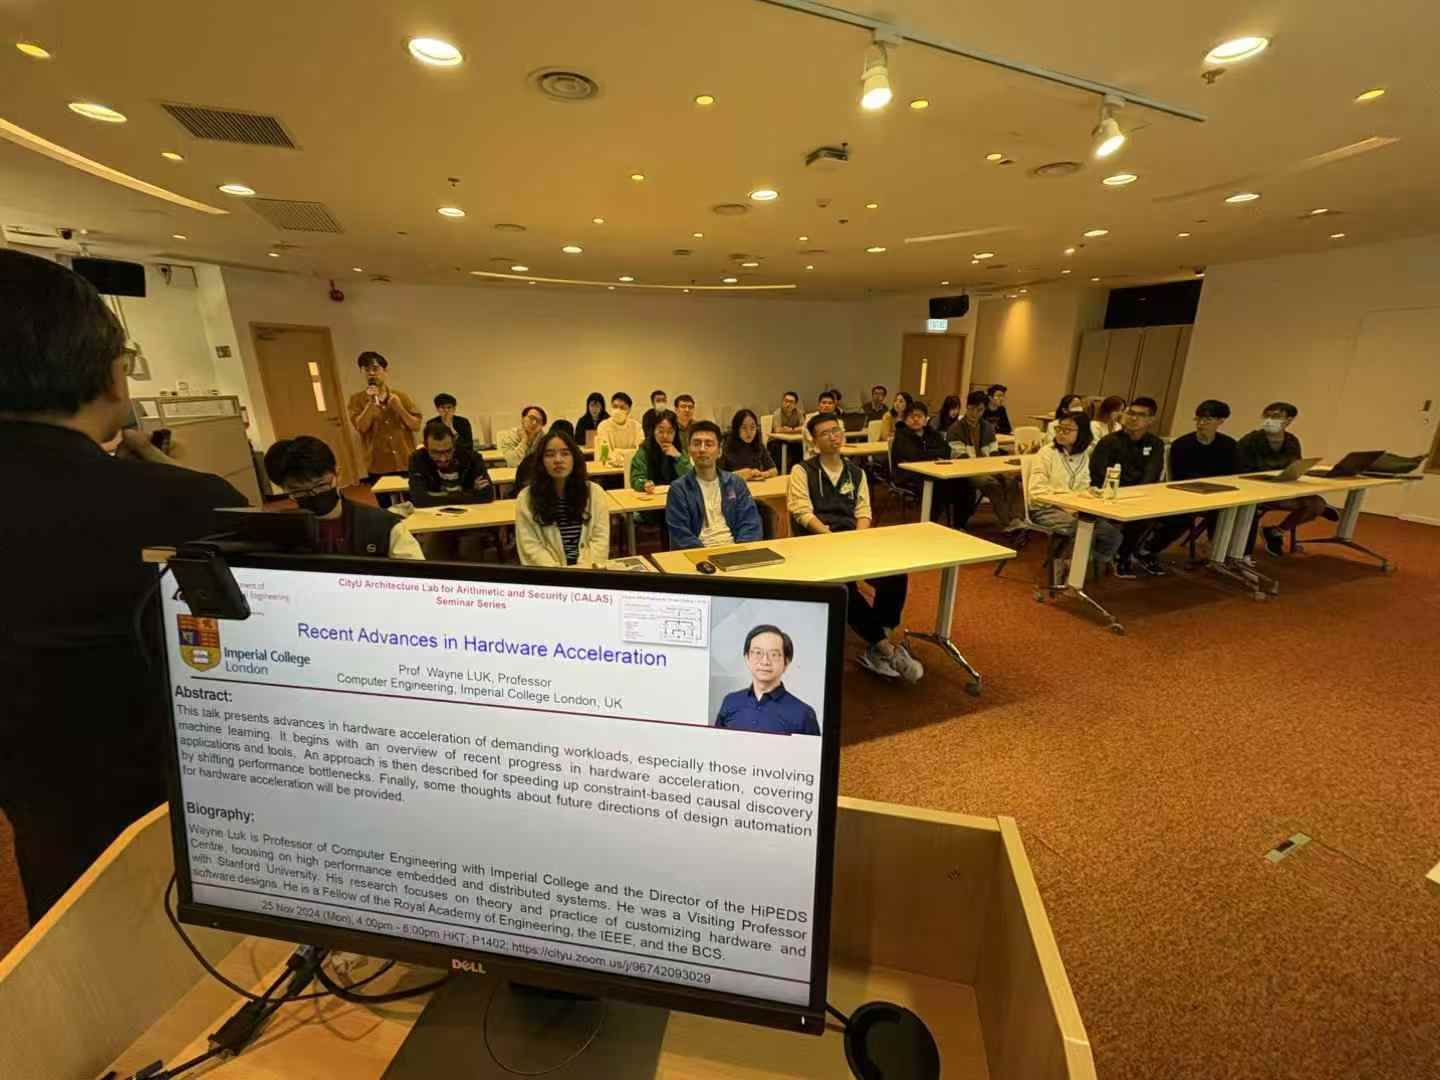 ment of
Engineering
CityU Architecture Lab for Arithmetic and Security (CALAS)
Seminar Series
Imperial College
London
Recent Advances in Hardware Acceleration
Prof. Wayne LUK, Professor
Computer Engineering, Imperial College London, UK
Abstract:
This talk presents advances in hardware acceleration of demanding workloads, especially those involving
machine learning. It begins with an overview of recent progress in hardware acceleration, covering
applications and tools. An approach is then described for speeding up constraint-based causal discovery
by shifting performance bottlenecks. Finally, some thoughts about future directions of design automation
for hardware acceleration will be provided.
Biography:
Wayne Luk is Professor of Computer Engineering with Imperial College and the Director of the HiPEDS
Centre, focusing on high performance embedded and distributed systems. He was a Visiting Professor
with Stanford University. His research focuses on theory and practice of customizing hardware and
software designs. He is a Fellow of the Royal Academy of Engineering, the IEEE, and the BCS.
25 Nov 2024 (Mon), 4:00pm - 6:00pm HKT; P1402; https://cityu.zoom.us/j/96742093029
DELL